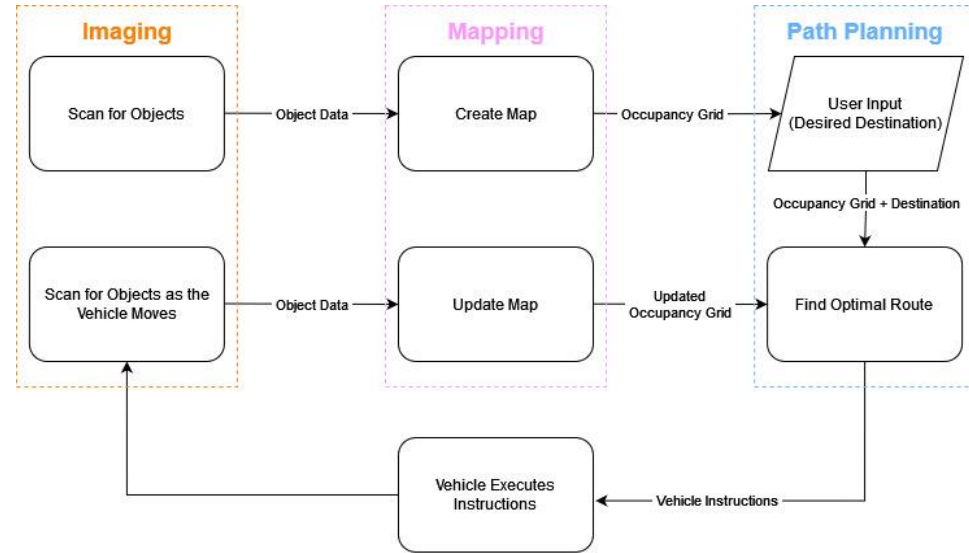 Imaging
Mapping
Path Planning
Scan for Objects
Object Data
Create Map
Occupancy Grid
User Input
(Desired Destination)
Occupancy Grid + Destination
Scan for Objects as the
Vehicle Moves
Object Data
Update Map
Updated
Occupancy Grid
Find Optimal Route
Vehicle Executes
Instructions
Vehicle Instructions